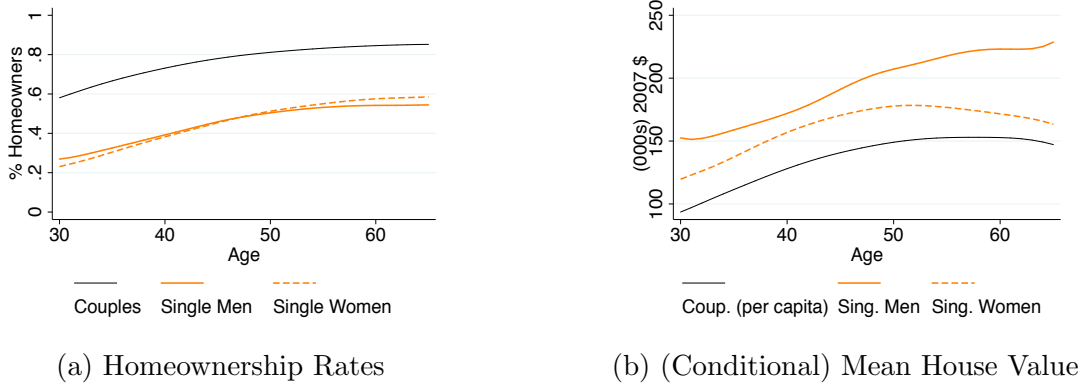 % Homeowners
1
.8
.6
.4
.2
0
30 40 50 60
Age
Couples Single Men Single Women
(a) Homeownership Rates
(000s) 2007 $
250
200
150
100
30 40 50 60
Age
Coup. (per capita) Sing. Men Sing. Women
(b) (Conditional) Mean House Value